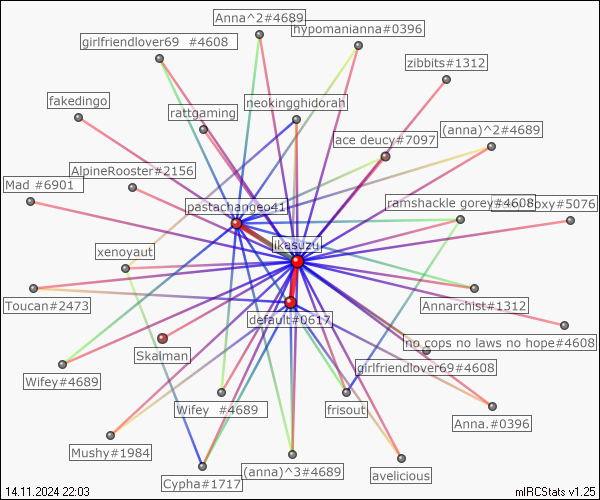 Anna^2#4689
hypomanianna#0396
girlfriendlover69 #4608
zibbits#1312
fakedingo
neokingghidorah
rattgaming
ace deucy#7097
(anna)^2#4689
AlpineRooster#2156
Mad #6901
pastachangeo41
ramshackle gorey#4608
oxy#5076
ikasuzu
xenoyaut
Toucan#2473
Annarchist#1312
default#0617
no cops no laws no hope#4608
Skalman
girlfriendlover69#4608
Wifey#4689
Wifey #4689
frisout
Anna.#0396
Mushy#1984
(anna)^3#4689
avelicious
Cypha#1717
14.11.2024 22:03
mIRCStats v1.25